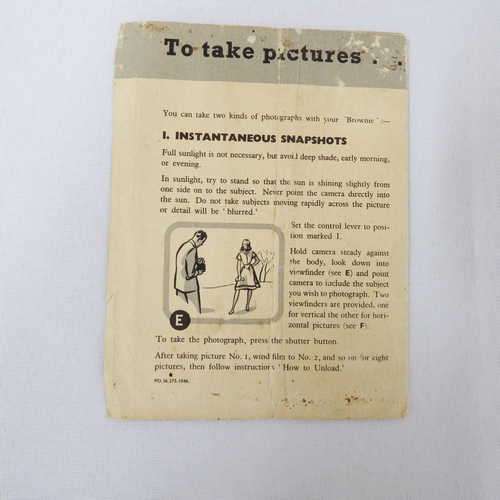 To take pictures . .
You can take two kinds of photographs with your 'Brownie' :—
I. INSTANTANEOUS SNAPSHOTS
Full sunlight is not necessary, but avoid deep shade, early morning,
or evening.
In sunlight, try to stand so that the sun is shining slightly from
one side on to the subject. Never point the camera directly into
the sun. Do not take subjects moving rapidly across the picture
or detail will be 'blurred.'
Set the control lever to posi-
tion marked I.
Hold camera steady against
the body, look down into
viewfinder (see E) and point
camera to include the subject
you wish to photograph. Two
viewfinders are provided, one
for vertical the other for hori-
zontal pictures (see F).
E
To take the photograph, press the shutter button.
After taking picture No. 1, wind film to No. 2, and so on for eight
pictures, then follow instructions 'How to Unload.'